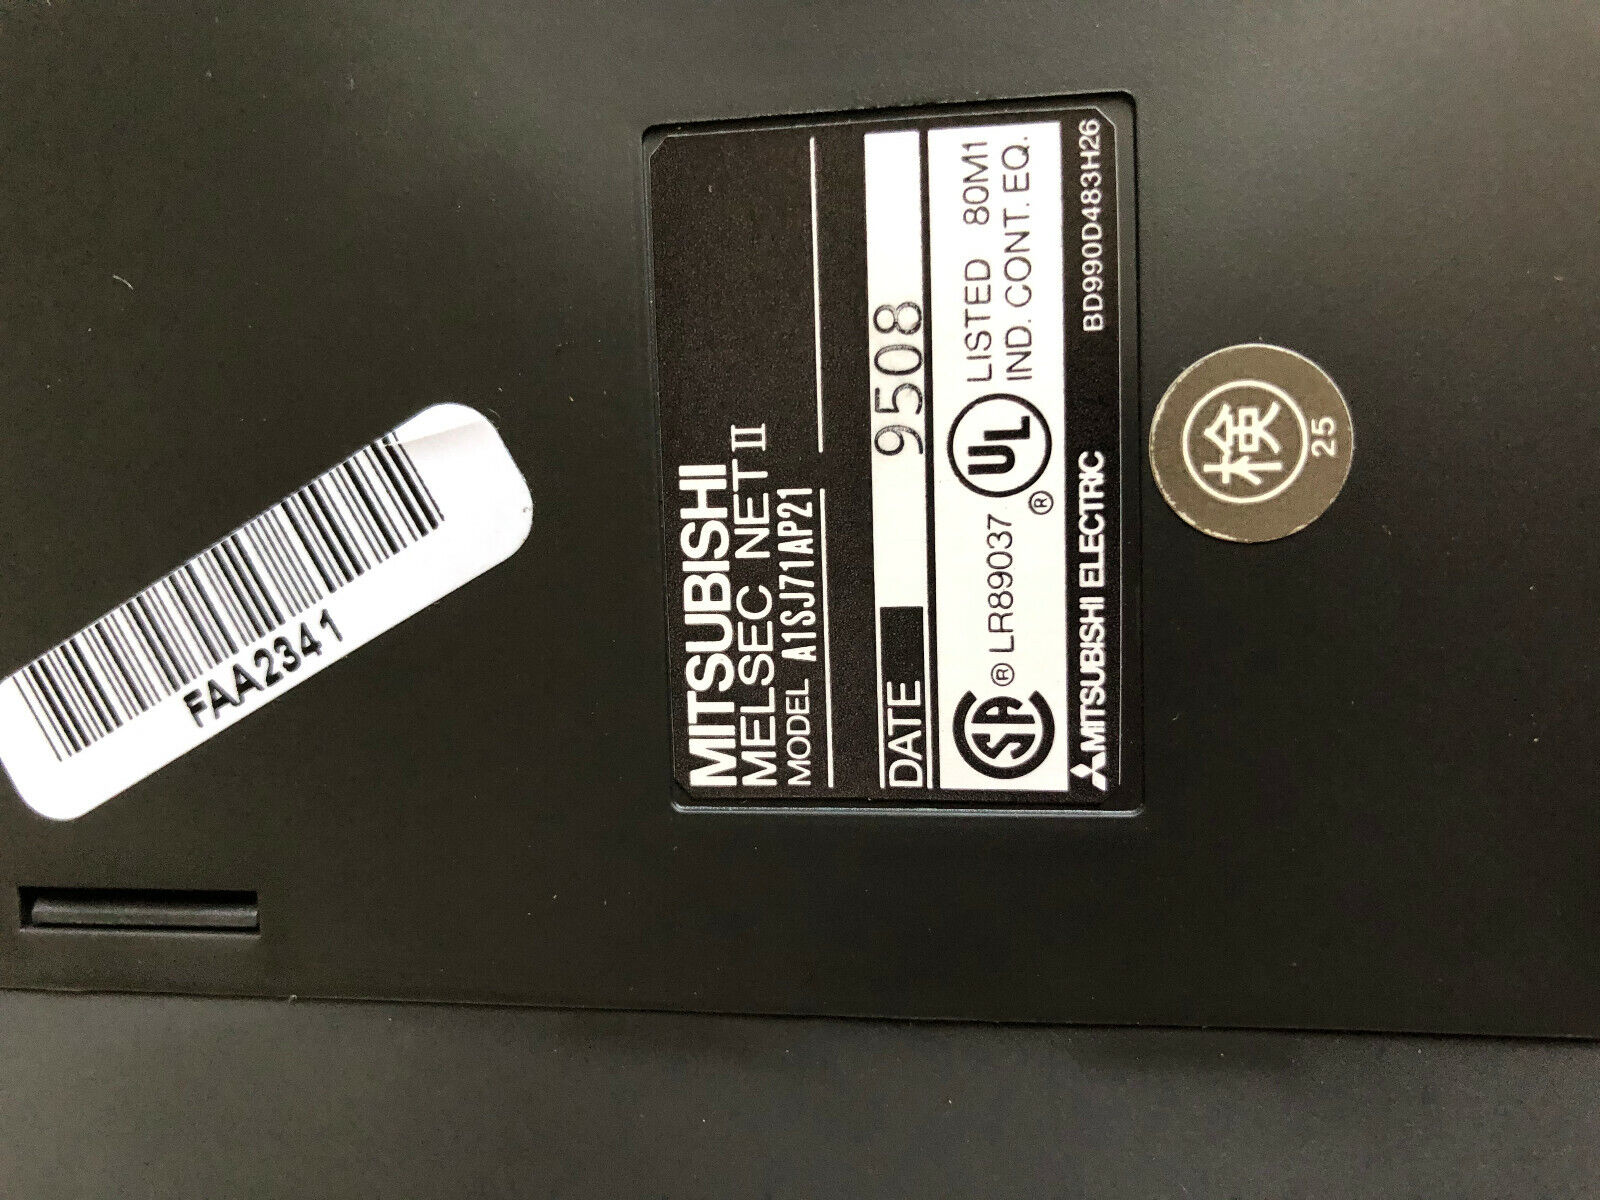 FAA2341
MITSUBISHI
MELSEC NET II
MODEL A1SJ71AP21
DATE 9508
SA ® LR89037 UL ® LISTED 80M1
IND. CONT. EQ.
MITSUBISHI ELECTRIC BD990D483H26
検
25